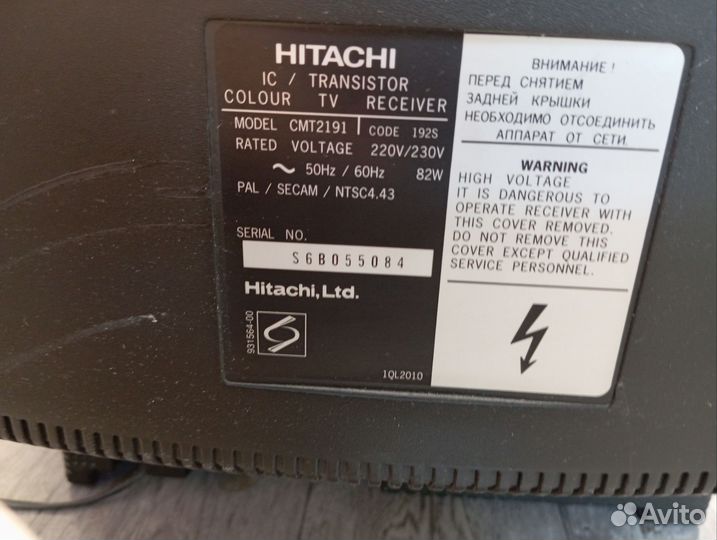 HITACHI
IC / TRANSISTOR
COLOUR TV RECEIVER
MODEL CMT2191 CODE 192S
RATED VOLTAGE 220V/230V
~ 50Hz / 60Hz 82W
PAL / SECAM / NTSC4.43
SERIAL NO.
S6B055084
Hitachi, Ltd.
931564-00
1QL2010
ВНИМАНИЕ !
ПЕРЕД СНЯТИЕМ
ЗАДНЕЙ КРЫШКИ
НЕОБХОДИМО ОТСОЕДИНИТЬ
АППАРАТ ОТ СЕТИ.
WARNING
HIGH VOLTAGE
IT IS DANGEROUS TO
OPERATE RECEIVER WITH
THIS COVER REMOVED.
DO NOT REMOVE THIS
COVER EXCEPT QUALIFIED
SERVICE PERSONNEL.
Avito